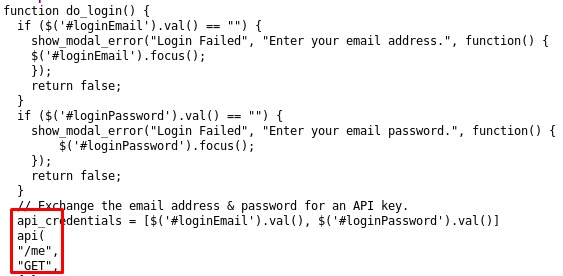 function do_login() {
if ($('#loginEmail').val() == "") {
show_modal_error("Login Failed", "Enter your email address.", function() {
$('#loginEmail').focus();
});
return false;
}
if ($('#loginPassword').val() == "") {
show_modal_error("Login Failed", "Enter your email password.", function() {
$('#loginPassword').focus();
});
return false;
}
// Exchange the email address & password for an API key.
api_credentials = [$('#loginEmail').val(), $('#loginPassword').val()]
api(
"/me",
"GET",